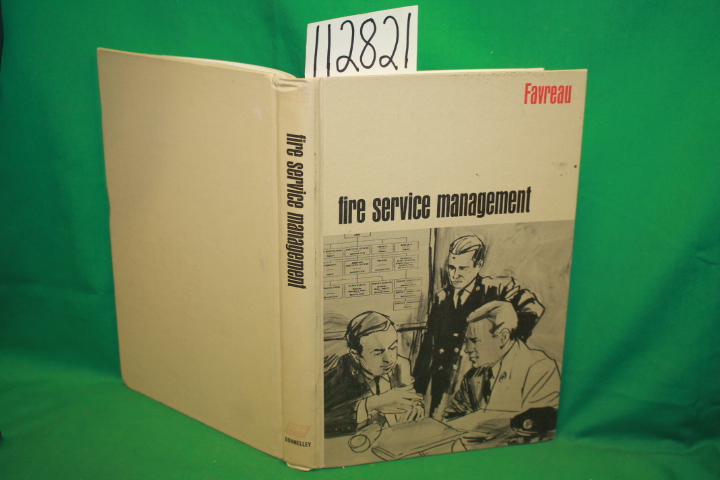 112821
Favreau
fire service management
fire service management
DONNELLEY